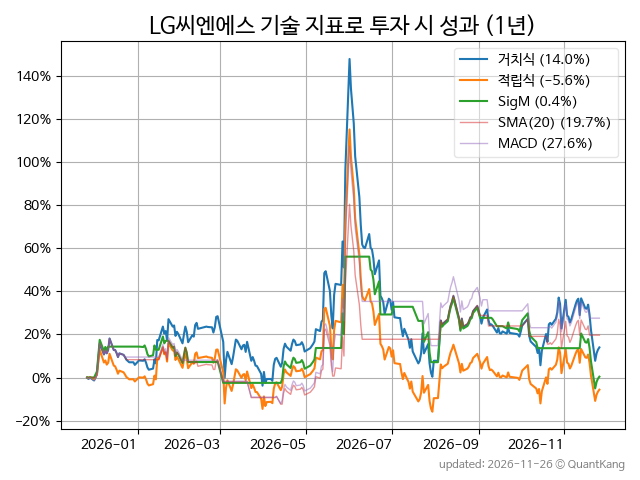 LG씨엔에스 기술 지표로 투자 시 성과 (1년)
거치식 (14.0%)
적립식 (−5.6%)
SigM (0.4%)
SMA(20) (19.7%)
MACD (27.6%)
140%
120%
100%
80%
60%
40%
20%
0%
−20%
2026-01 2026-03 2026-05 2026-07 2026-09 2026-11
updated: 2026-11-26 © QuantKang